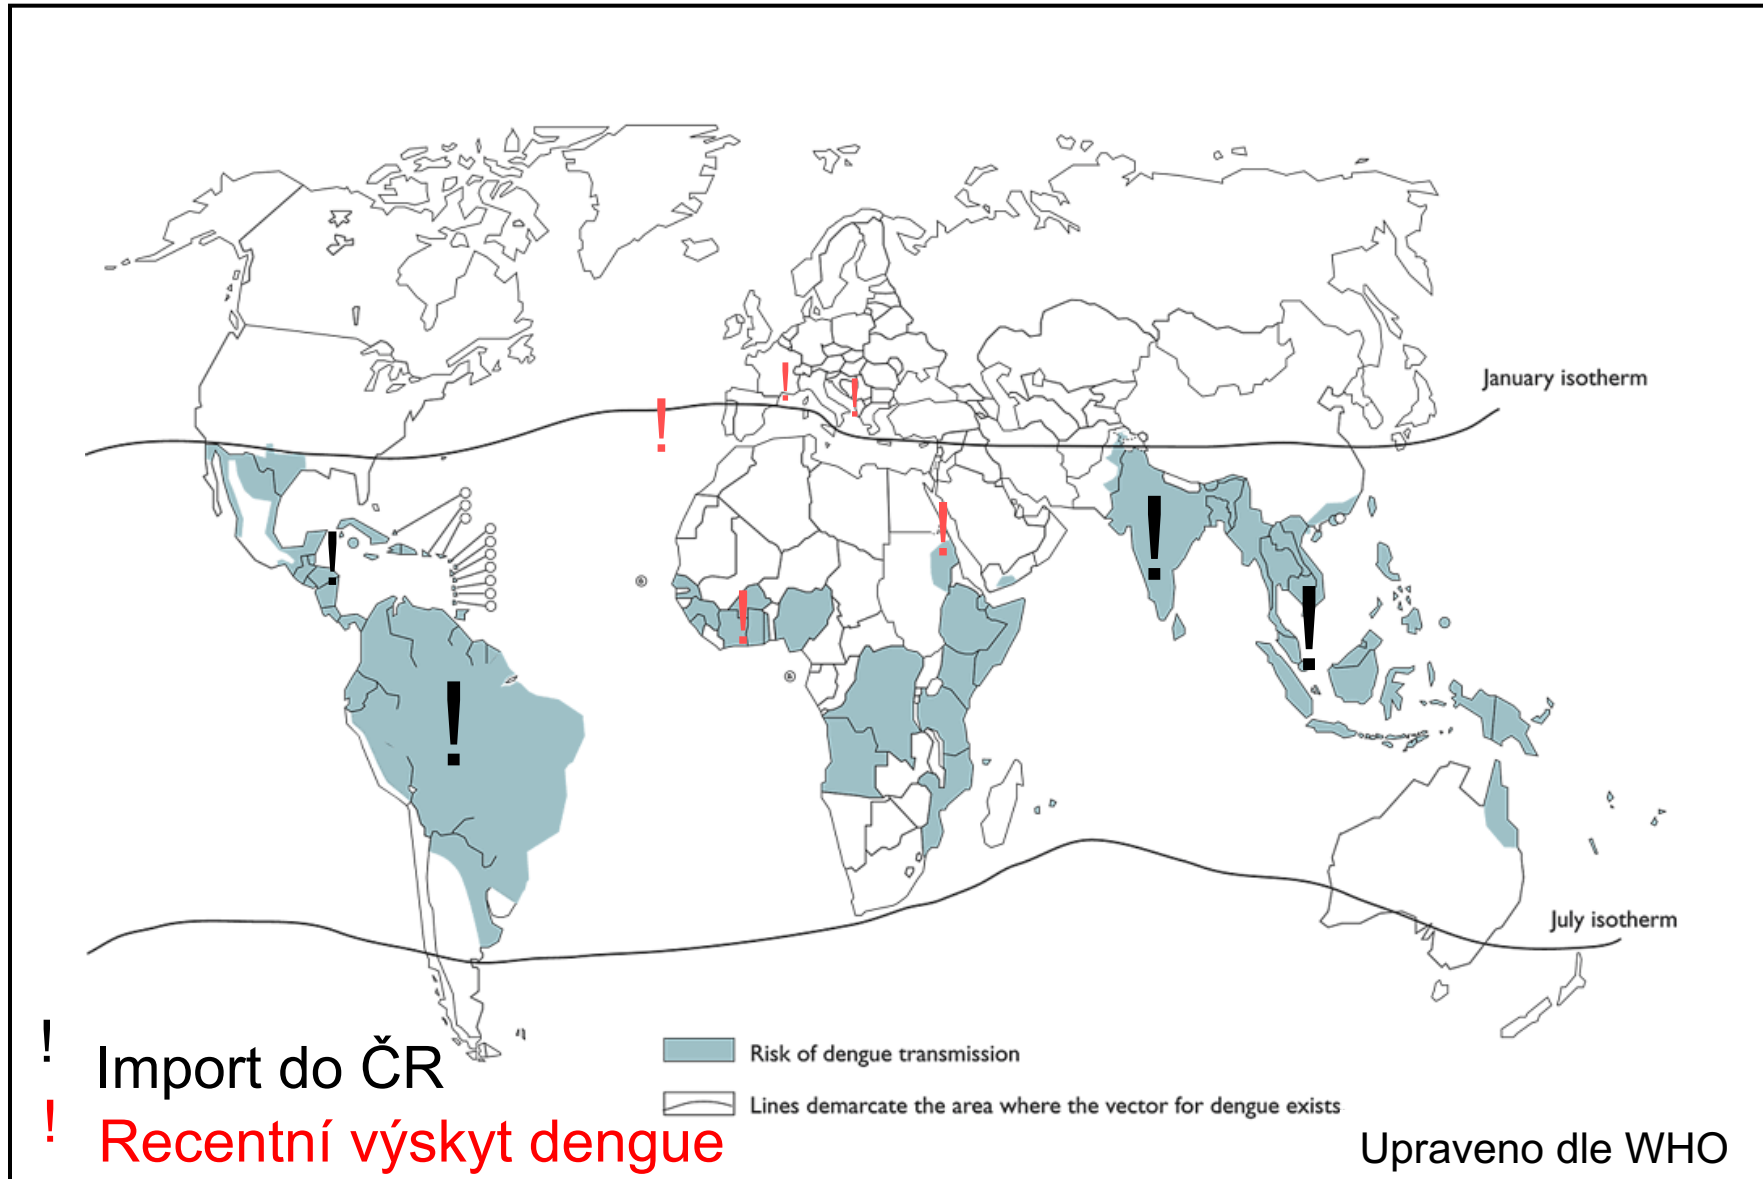 January isotherm
July isotherm
! Import do ČR
! Recentní výskyt dengue
Risk of dengue transmission
Lines demarcate the area where the vector for dengue exists
Upraveno dle WHO